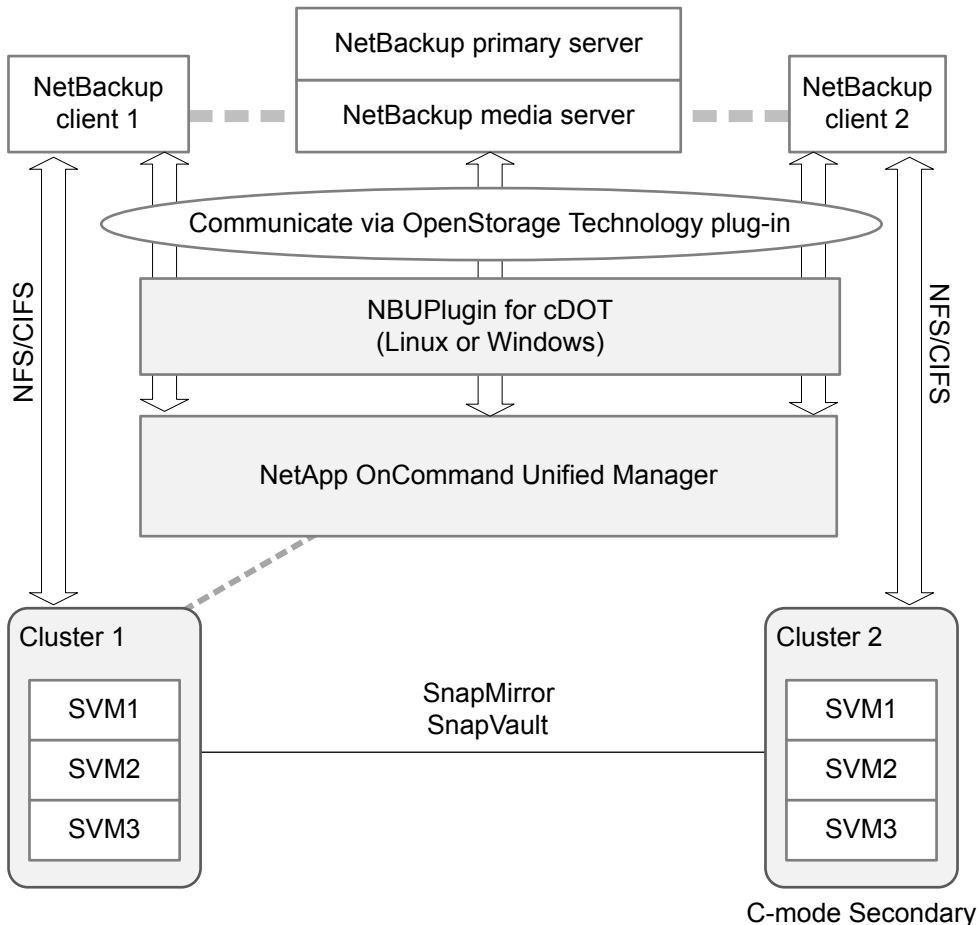 NetBackup primary server
NetBackup
client 1
NetBackup media server
NetBackup
client 2
Communicate via OpenStorage Technology plug-in
NFS/CIFS
NBUPlugin for cDOT
(Linux or Windows)
NFS/CIFS
NetApp OnCommand Unified Manager
Cluster 1
SVM1
SVM2
SVM3
SnapMirror
SnapVault
Cluster 2
SVM1
SVM2
SVM3
C-mode Secondary